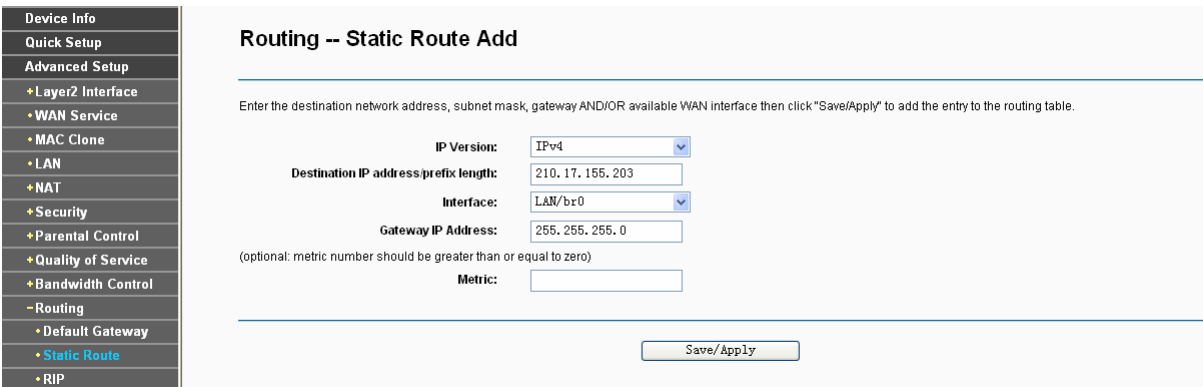 Device Info
Quick Setup
Advanced Setup
+Layer2 Interface
•WAN Service
•MAC Clone
•LAN
+NAT
+Security
+Parental Control
+Quality of Service
+Bandwidth Control
−Routing
•Default Gateway
•Static Route
•RIP
Routing -- Static Route Add
Enter the destination network address, subnet mask, gateway AND/OR available WAN interface then click "Save/Apply" to add the entry to the routing table.
IP Version: IPv4
Destination IP address/prefix length: 210.17.155.203
Interface: LAN/br0
Gateway IP Address: 255.255.255.0
(optional: metric number should be greater than or equal to zero)
Metric:
Save/Apply